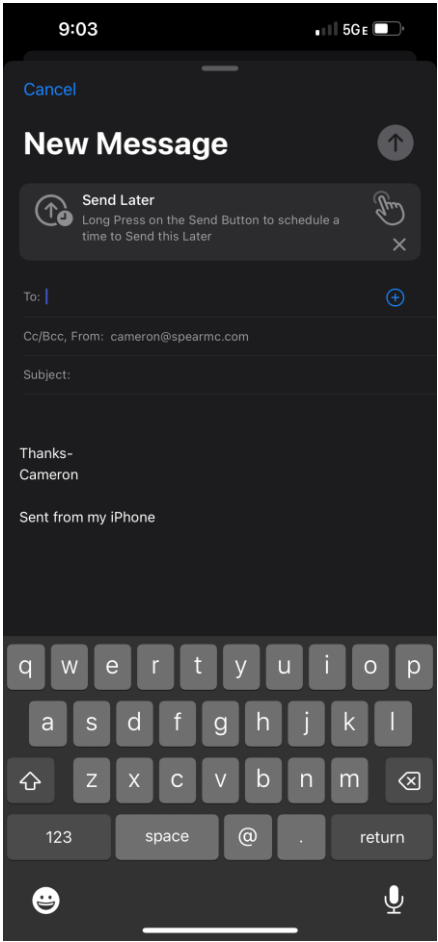 9:03 5GE
Cancel
New Message
Send Later
Long Press on the Send Button to schedule a
time to Send this Later
To:
Cc/Bcc, From: cameron@spearmc.com
Subject:
Thanks-
Cameron
Sent from my iPhone
q w e r t y u i o p
a s d f g h j k l
z x c v b n m
123 space @ . return